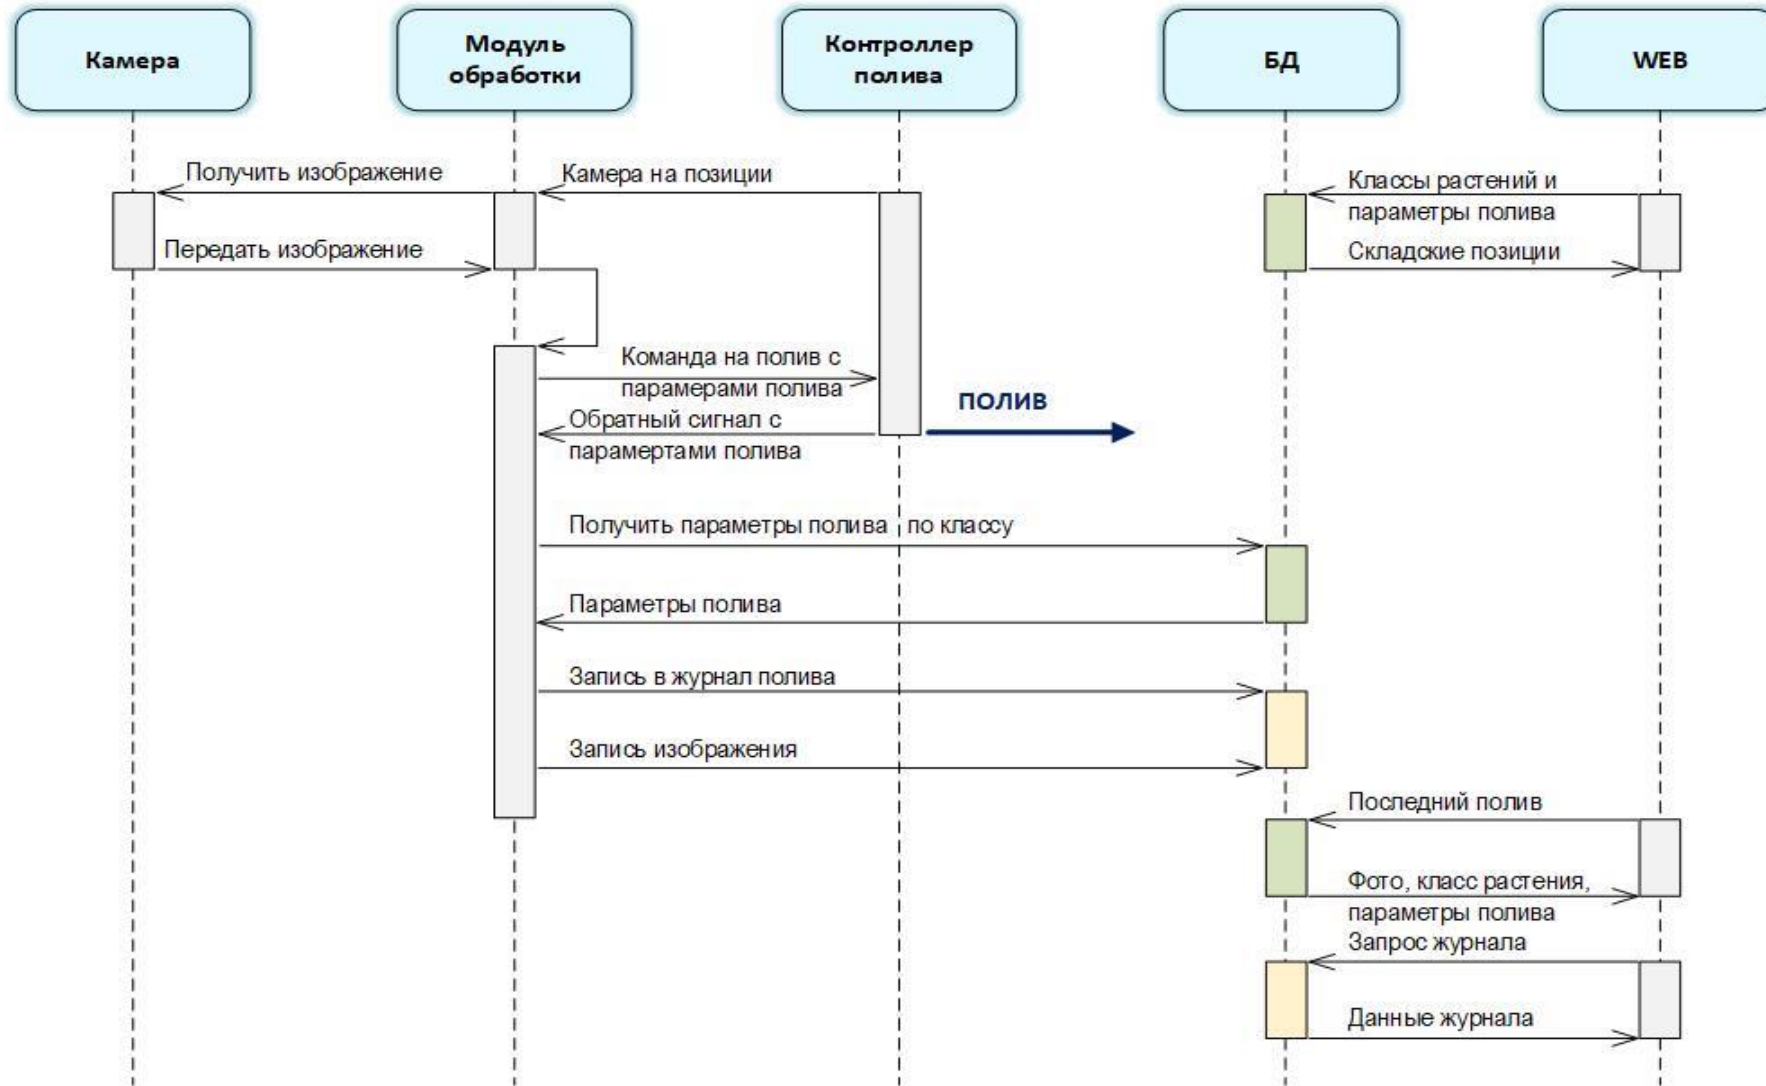 Камера
Модуль
обработки
Контроллер
полива
БД
WEB
Получить изображение
Камера на позиции
Классы растений и
параметры полива
Передать изображение
Складские позиции
Команда на полив с
парамерами полива
ПОЛИВ
Обратный сигнал с
парамертами полива
Получить параметры полива по классу
Параметры полива
Запись в журнал полива
Запись изображения
Последний полив
Фото, класс растения,
параметры полива
Запрос журнала
Данные журнала